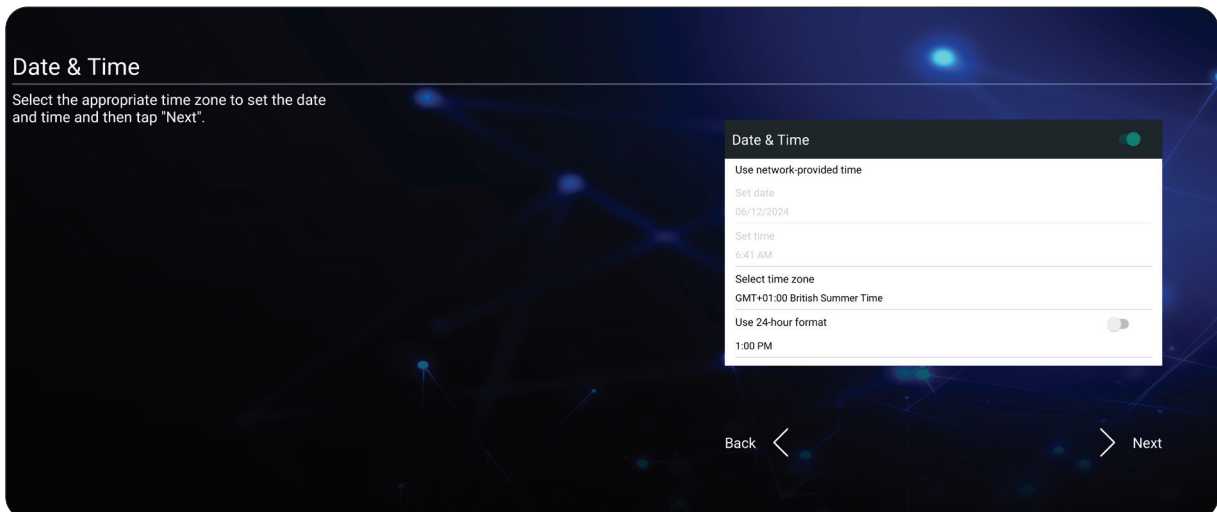 Date & Time
Select the appropriate time zone to set the date
and time and then tap "Next".
Date & Time
Use network-provided time
Set date
06/12/2024
Set time
6:41 AM
Select time zone
GMT+01:00 British Summer Time
Use 24-hour format
1:00 PM
Back
Next